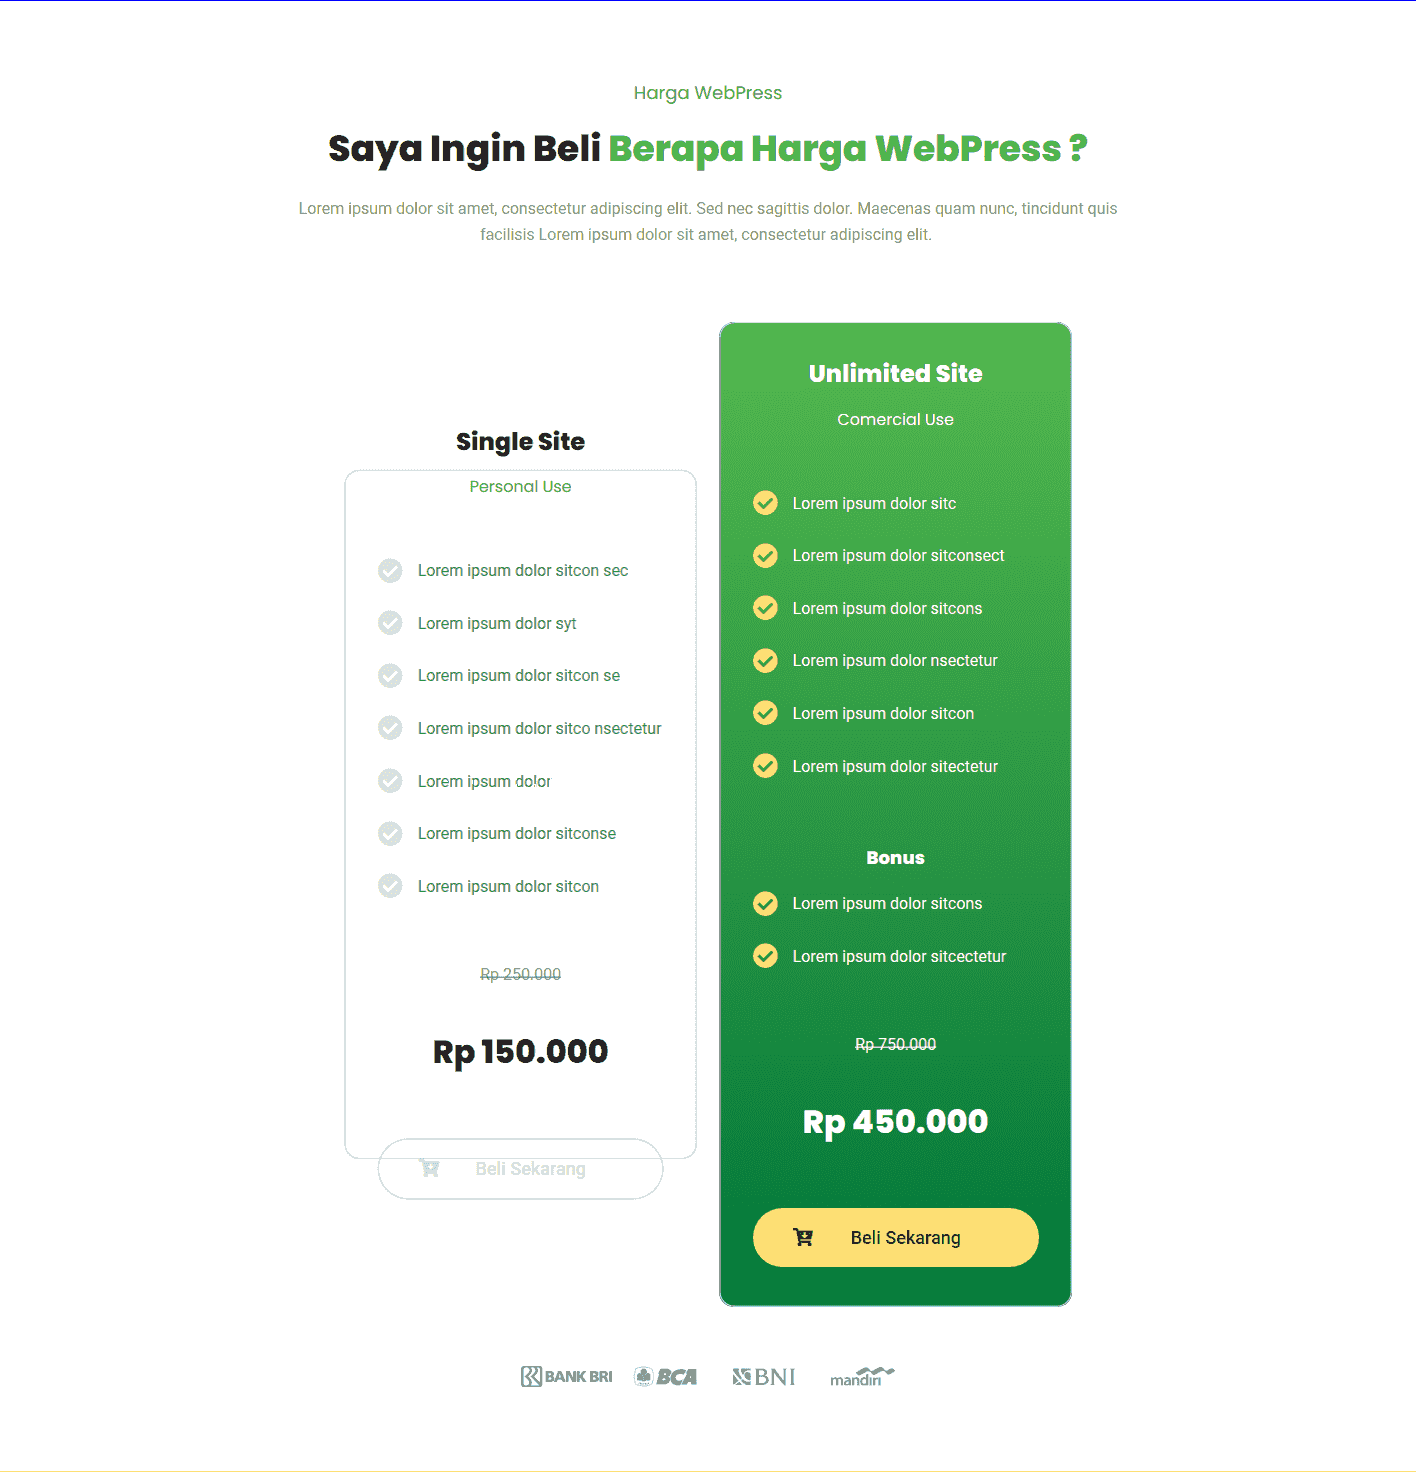 Harga WebPress
Saya Ingin Beli Berapa Harga WebPress ?
Lorem ipsum dolor sit amet, consectetur adipiscing elit. Sed nec sagittis dolor. Maecenas quam nunc, tincidunt quis
facilisis Lorem ipsum dolor sit amet, consectetur adipiscing elit.
Single Site
Personal Use
Lorem ipsum dolor sitcon sec
Lorem ipsum dolor syt
Lorem ipsum dolor sitcon se
Lorem ipsum dolor sitco nsectetur
Lorem ipsum dolor
Lorem ipsum dolor sitconse
Lorem ipsum dolor sitcon
Rp 250.000
Rp 150.000
Beli Sekarang
Unlimited Site
Comercial Use
Lorem ipsum dolor sitc
Lorem ipsum dolor sitconsect
Lorem ipsum dolor sitcons
Lorem ipsum dolor nsectetur
Lorem ipsum dolor sitcon
Lorem ipsum dolor sitectetur
Bonus
Lorem ipsum dolor sitcons
Lorem ipsum dolor sitcectetur
Rp 750.000
Rp 450.000
Beli Sekarang
BANK BRI BCA BNI mandiri